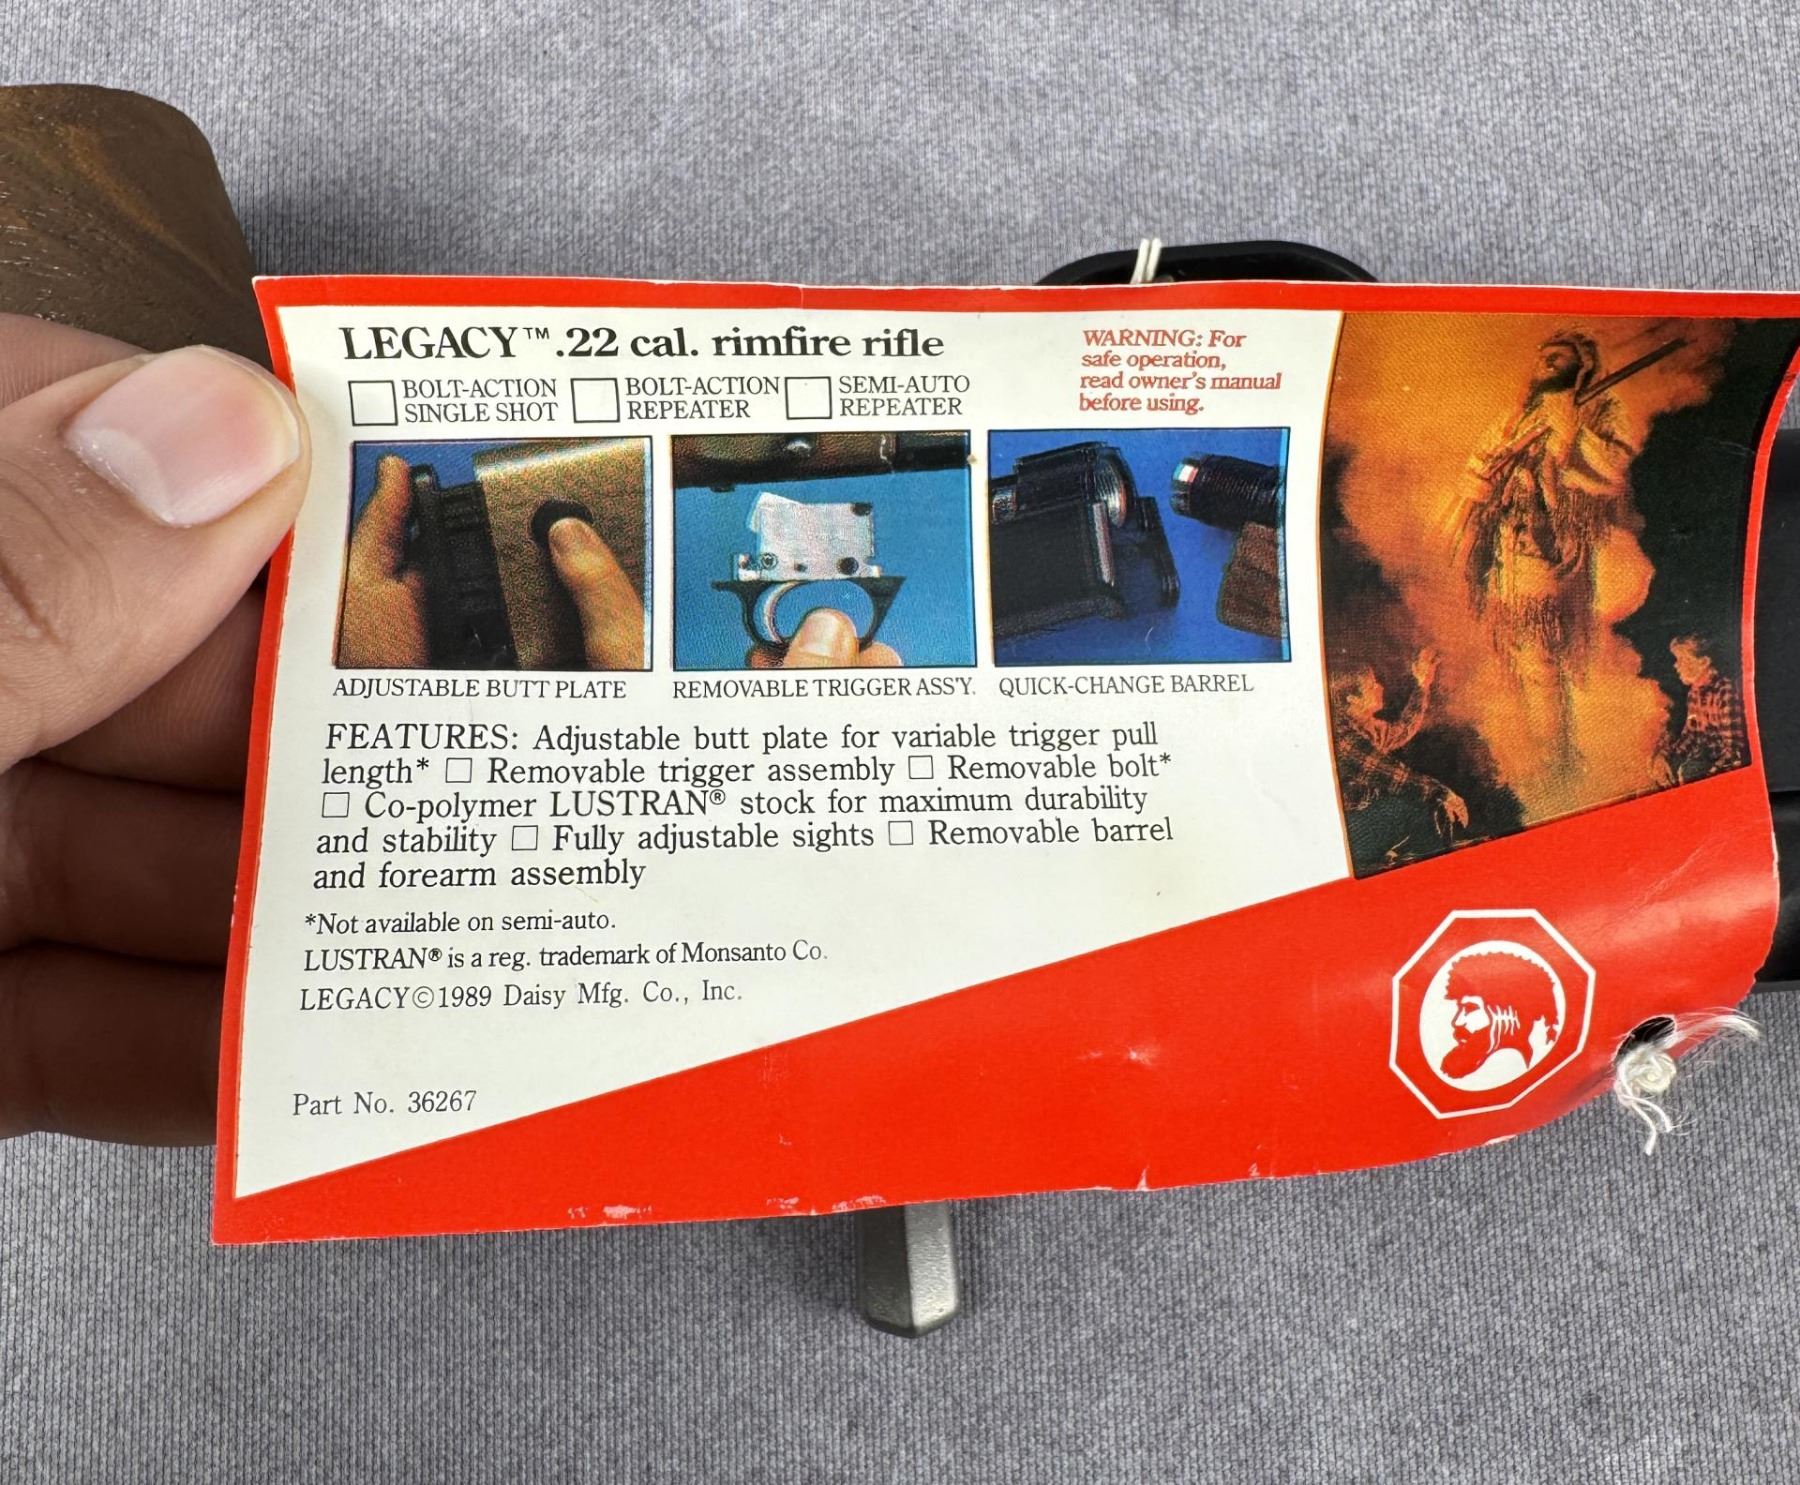 LEGACY™ .22 cal. rimfire rifle
WARNING: For
safe operation,
read owner's manual
before using.
☐ BOLT-ACTION
SINGLE SHOT
☐ BOLT-ACTION
REPEATER
☐ SEMI-AUTO
REPEATER
ADJUSTABLE BUTT PLATE
REMOVABLE TRIGGER ASS'Y.
QUICK-CHANGE BARREL
FEATURES: Adjustable butt plate for variable trigger pull
length* ☐ Removable trigger assembly ☐ Removable bolt*
☐ Co-polymer LUSTRAN® stock for maximum durability
and stability ☐ Fully adjustable sights ☐ Removable barrel
and forearm assembly
*Not available on semi-auto.
LUSTRAN® is a reg. trademark of Monsanto Co.
LEGACY©1989 Daisy Mfg. Co., Inc.
Part No. 36267